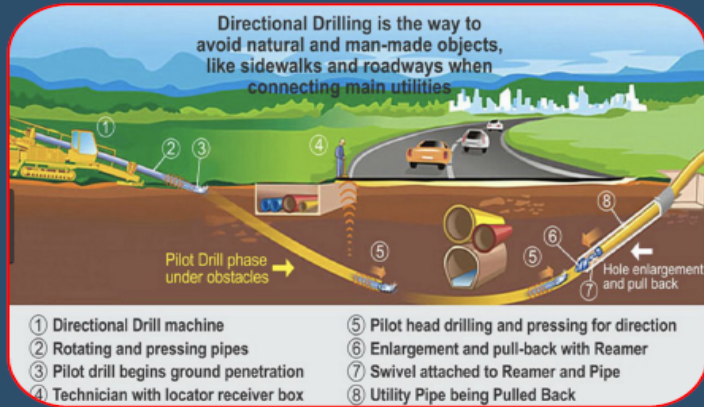 Directional Drilling is the way to
avoid natural and man-made objects,
like sidewalks and roadways when
connecting main utilities
①
②
③
④
⑧
⑥
⑤
⑤
Pilot Drill phase
under obstacles
⑦
Hole enlargement
and pull back
① Directional Drill machine
② Rotating and pressing pipes
③ Pilot drill begins ground penetration
④ Technician with locator receiver box
⑤ Pilot head drilling and pressing for direction
⑥ Enlargement and pull-back with Reamer
⑦ Swivel attached to Reamer and Pipe
⑧ Utility Pipe being Pulled Back